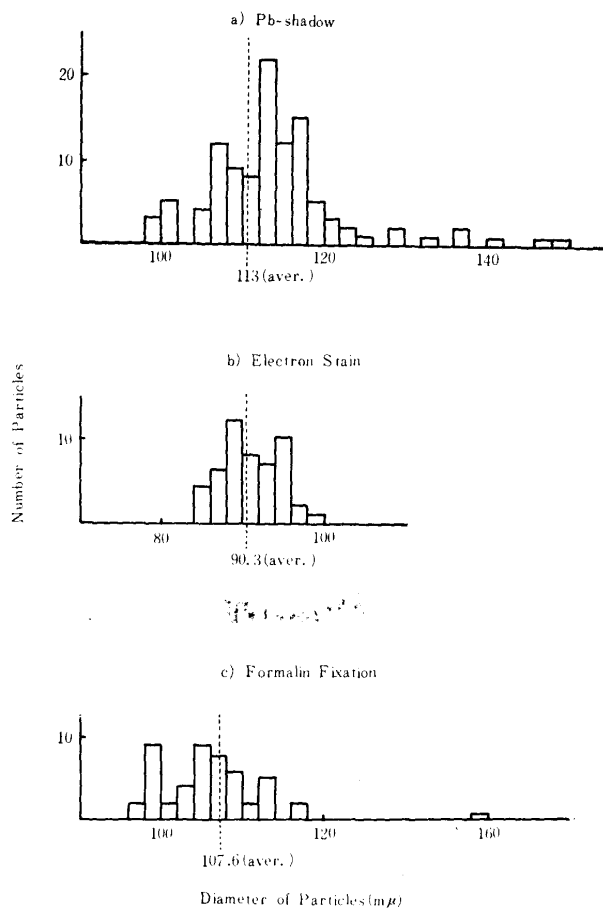 a) Pb-shadow
20
10
100 120 140
113(aver.)
b) Electron Stain
Number of Particles
10
80 100
90.3(aver.)
c) Formalin Fixation
10
100 120 160
107.6(aver.)
Diameter of Particles(mμ)